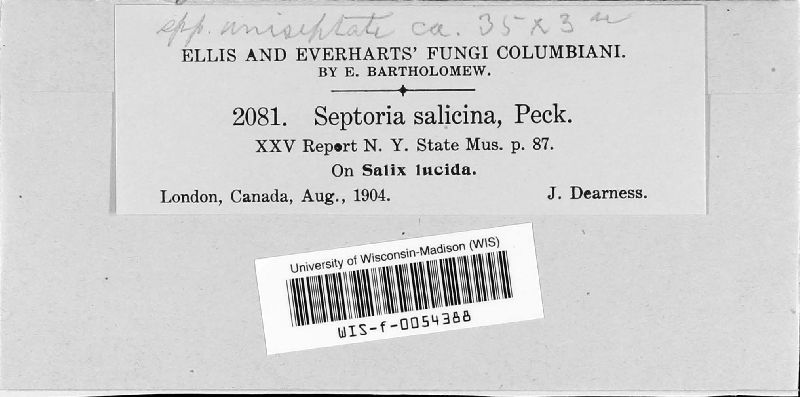 spp. uniseptate ca. 35 x 3 u
ELLIS AND EVERHARTS' FUNGI COLUMBIANI.
BY E. BARTHOLOMEW.
2081. Septoria salicina, Peck.
XXV Report N. Y. State Mus. p. 87.
On Salix lucida.
London, Canada, Aug., 1904. J. Dearness.
University of Wisconsin-Madison (WIS)
WIS-f-0054388